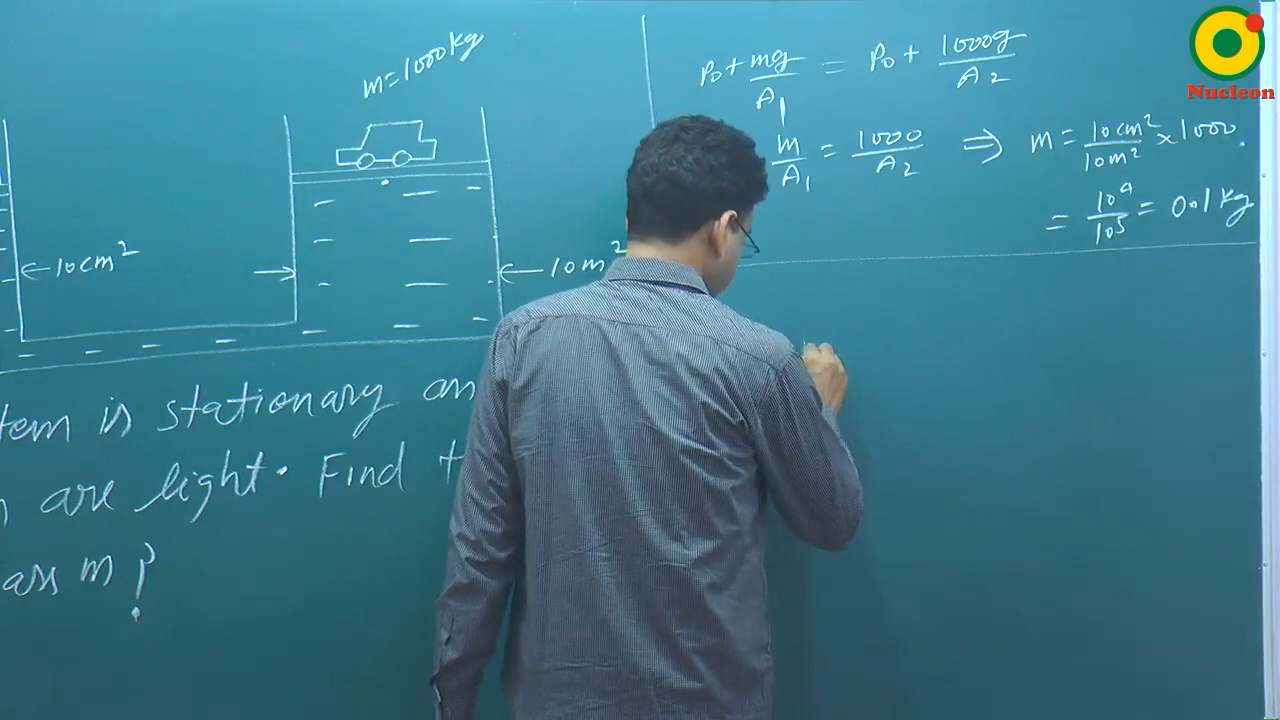 m=1000kg
←10cm²
←10m²
tem is stationary an
are light. Find t
ass m?
P₀ + mg/A₁ = P₀ + 1000g/A₂
m/A₁ = 1000/A₂ ⇒ m = 10cm²/10m² × 1000.
= 10⁴/10⁵ = 0.1 kg
Nucleon